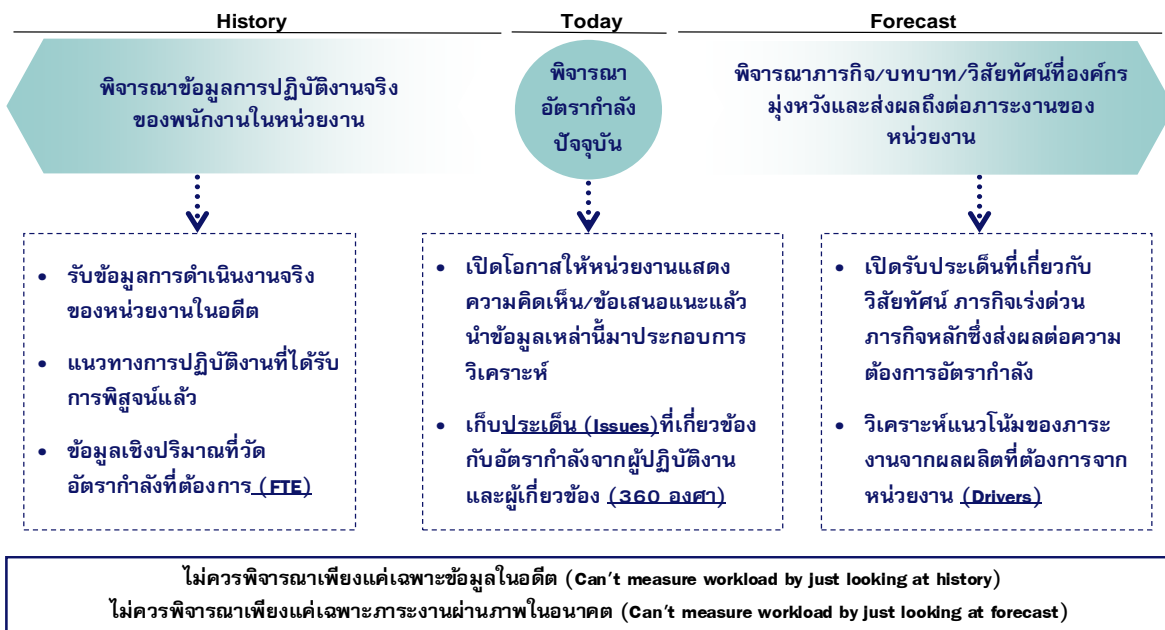 History
Today
Forecast
พิจารณาข้อมูลการปฏิบัติงานจริง
ของพนักงานในหน่วยงาน
พิจารณา
อัตรากำลัง
ปัจจุบัน
พิจารณาภารกิจ/บทบาท/วิสัยทัศน์ที่องค์กร
มุ่งหวังและส่งผลถึงต่อภาระงานของ
หน่วยงาน
• รับข้อมูลการดำเนินงานจริง
ของหน่วยงานในอดีต
• แนวทางการปฏิบัติงานที่ได้รับ
การพิสูจน์แล้ว
• ข้อมูลเชิงปริมาณที่วัด
อัตรากำลังที่ต้องการ (FTE)
• เปิดโอกาสให้หน่วยงานแสดง
ความคิดเห็น/ข้อเสนอแนะแล้ว
นำข้อมูลเหล่านี้มาประกอบการ
วิเคราะห์
• เก็บประเด็น (Issues)ที่เกี่ยวข้อง
กับอัตรากำลังจากผู้ปฏิบัติงาน
และผู้เกี่ยวข้อง (360 องศา)
• เปิดรับประเด็นที่เกี่ยวกับ
วิสัยทัศน์ ภารกิจเร่งด่วน
ภารกิจหลักซึ่งส่งผลต่อความ
ต้องการอัตรากำลัง
• วิเคราะห์แนวโน้มของภาระ
งานจากผลผลิตที่ต้องการจาก
หน่วยงาน (Drivers)
ไม่ควรพิจารณาเพียงแค่เฉพาะข้อมูลในอดีต (Can't measure workload by just looking at history)
ไม่ควรพิจารณาเพียงแค่เฉพาะภาระงานผ่านภาพในอนาคต (Can't measure workload by just looking at forecast)